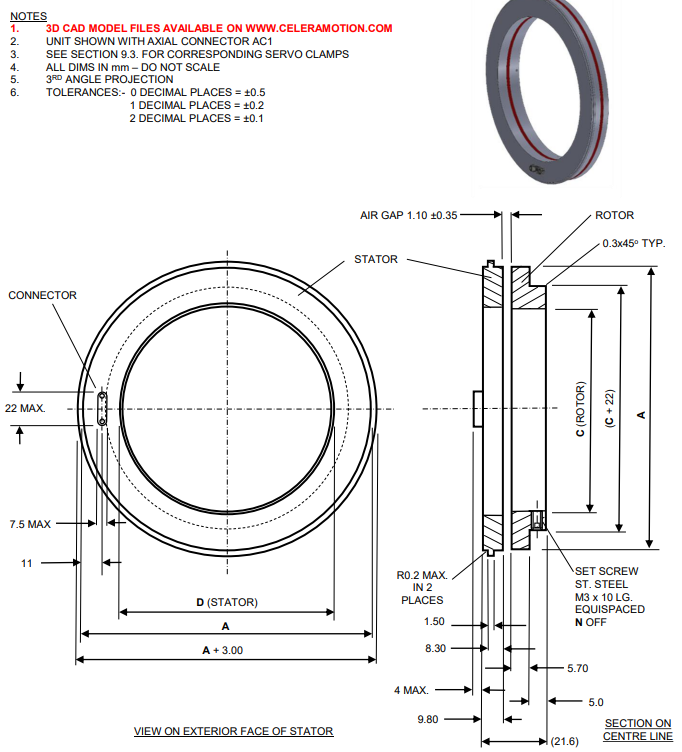 NOTES
1. 3D CAD MODEL FILES AVAILABLE ON WWW.CELERAMOTION.COM
2. UNIT SHOWN WITH AXIAL CONNECTOR AC1
3. SEE SECTION 9.3. FOR CORRESPONDING SERVO CLAMPS
4. ALL DIMS IN mm – DO NOT SCALE
5. 3RD ANGLE PROJECTION
6. TOLERANCES:- 0 DECIMAL PLACES = ±0.5
1 DECIMAL PLACES = ±0.2
2 DECIMAL PLACES = ±0.1
AIR GAP 1.10 ±0.35
ROTOR
0.3x45º TYP.
STATOR
CONNECTOR
22 MAX.
7.5 MAX
11
D (STATOR)
A
A + 3.00
VIEW ON EXTERIOR FACE OF STATOR
C (ROTOR)
(C + 22)
A
R0.2 MAX.
IN 2
PLACES
SET SCREW
ST. STEEL
M3 x 10 LG.
EQUISPACED
N OFF
1.50
8.30
5.70
4 MAX.
5.0
9.80
(21.6)
SECTION ON
CENTRE LINE